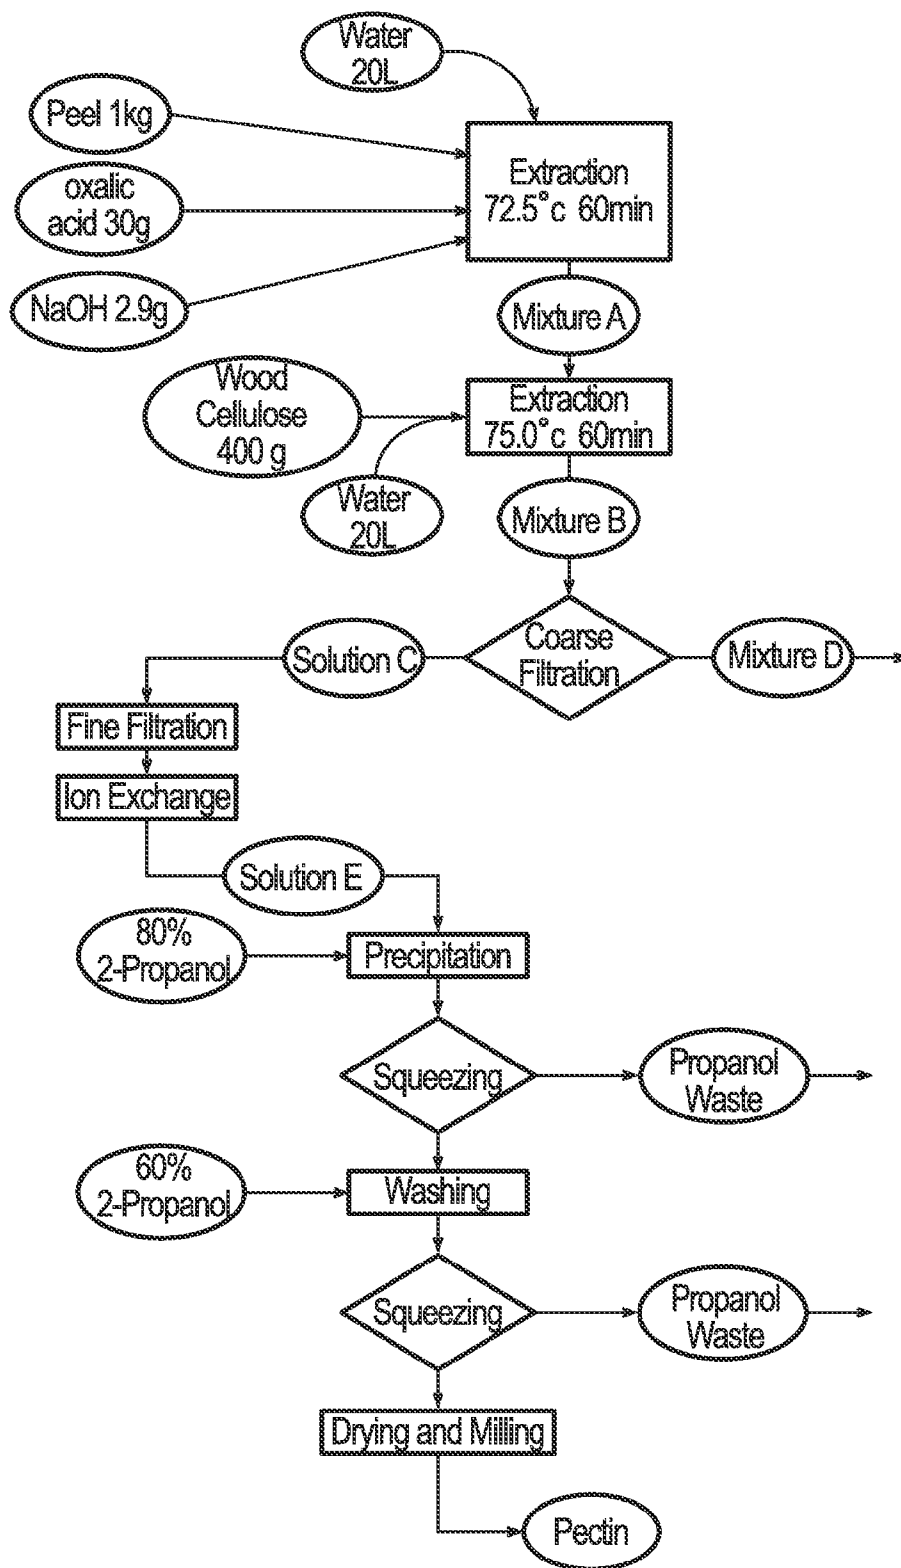 Water
20L
Peel 1kg
Extraction
72.5°c 60min
oxalic
acid 30g
NaOH 2.9g
Mixture A
Wood
Cellulose
400 g
Extraction
75.0°c 60min
Water
20L
Mixture B
Coarse
Filtration
Solution C
Mixture D
Fine Filtration
Ion Exchange
Solution E
80%
2-Propanol
Precipitation
Squeezing
Propanol
Waste
60%
2-Propanol
Washing
Squeezing
Propanol
Waste
Drying and Milling
Pectin